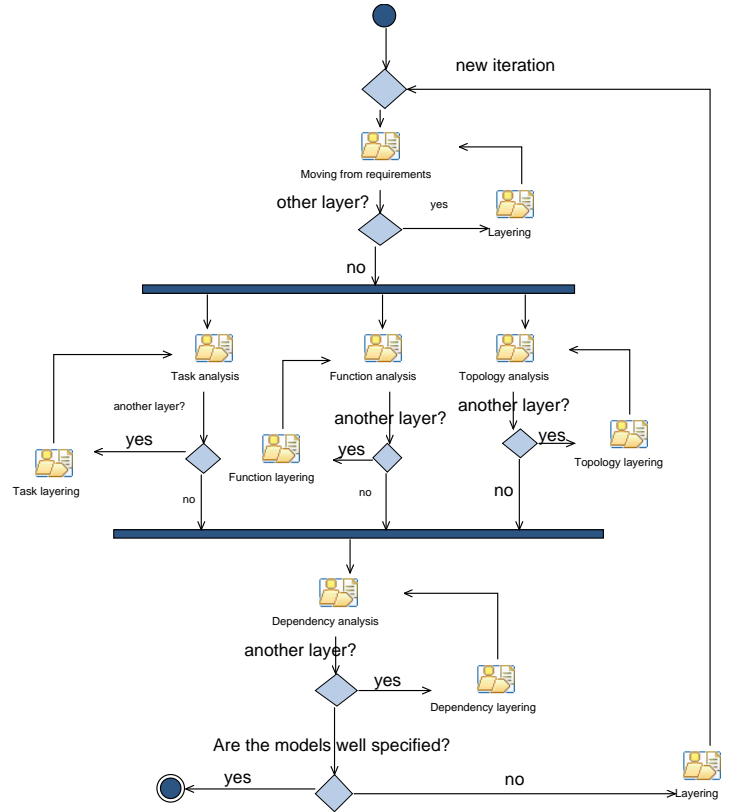 new iteration
Moving from requirements
other layer?
yes
Layering
no
Task analysis
Function analysis
Topology analysis
another layer?
another layer?
another layer?
yes
yes
yes
Task layering
Function layering
Topology layering
no
no
no
Dependency analysis
another layer?
yes
Dependency layering
Are the models well specified?
yes
no
Layering